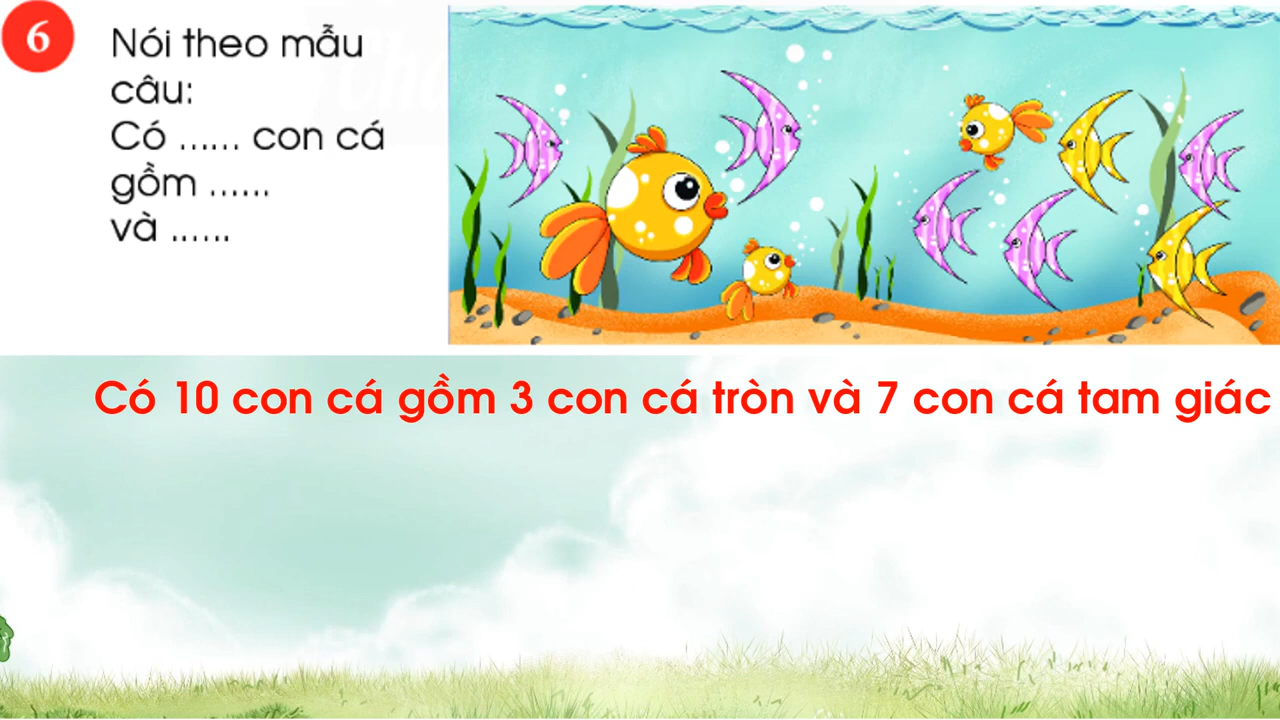 6
Nói theo mẫu
câu:
Có ...... con cá
gồm ......
và ......
Có 10 con cá gồm 3 con cá tròn và 7 con cá tam giác